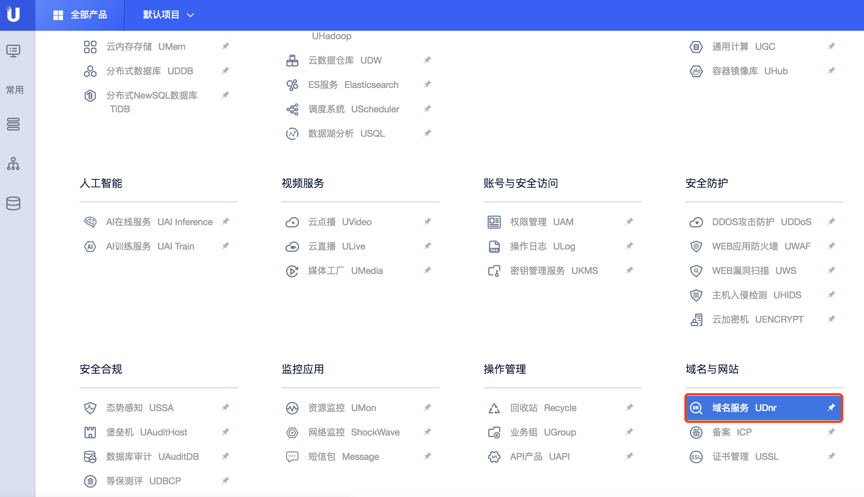 U 全部产品 默认项目
常用
UHadoop
云内存存储 UMem
分布式数据库 UDDB
分布式NewSQL数据库
TiDB
云数据仓库 UDW
ES服务 Elasticsearch
调度系统 UScheduler
数据湖分析 USQL
通用计算 UGC
容器镜像库 UHub
人工智能
AI在线服务 UAI Inference
AI训练服务 UAI Train
视频服务
云点播 UVideo
云直播 ULive
媒体工厂 UMedia
账号与安全访问
权限管理 UAM
操作日志 ULog
密钥管理服务 UKMS
安全防护
DDOS攻击防护 UDDoS
WEB应用防火墙 UWAF
WEB漏洞扫描 UWS
主机入侵检测 UHIDS
云加密机 UENCRYPT
安全合规
态势感知 USSA
堡垒机 UAuditHost
数据库审计 UAuditDB
等保测评 UDBCP
监控应用
资源监控 UMon
网络监控 ShockWave
短信包 Message
操作管理
回收站 Recycle
业务组 UGroup
API产品 UAPI
域名与网站
域名服务 UDnr
备案 ICP
证书管理 USSL